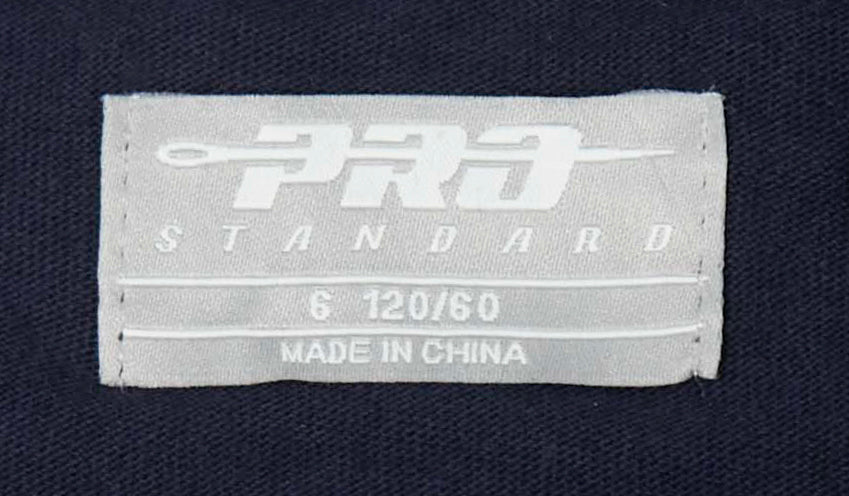 PRO
STANDARD
6 120/60
MADE IN CHINA